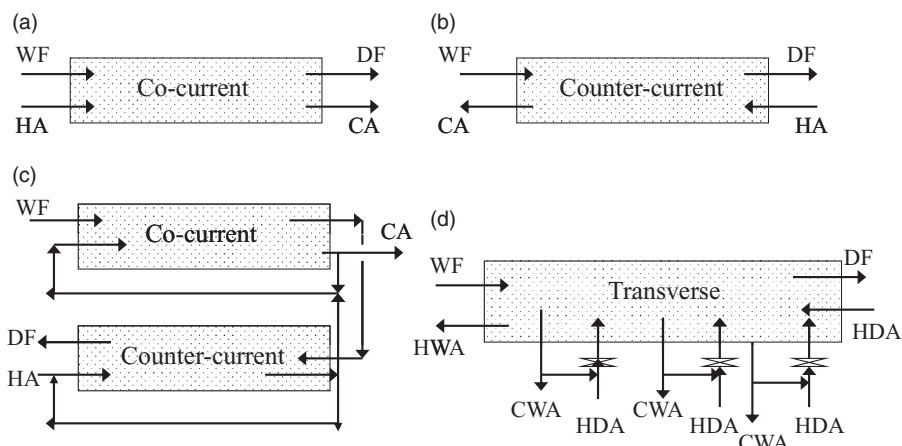 (a)
WF
DF
Co-current
HA
CA
(b)
WF
DF
Counter-current
CA
HA
(c)
WF
Co-current
CA
DF
Counter-current
HA
(d)
WF
DF
Transverse
HWA
HDA
CWA
HDA
CWA
HDA
CWA
HDA